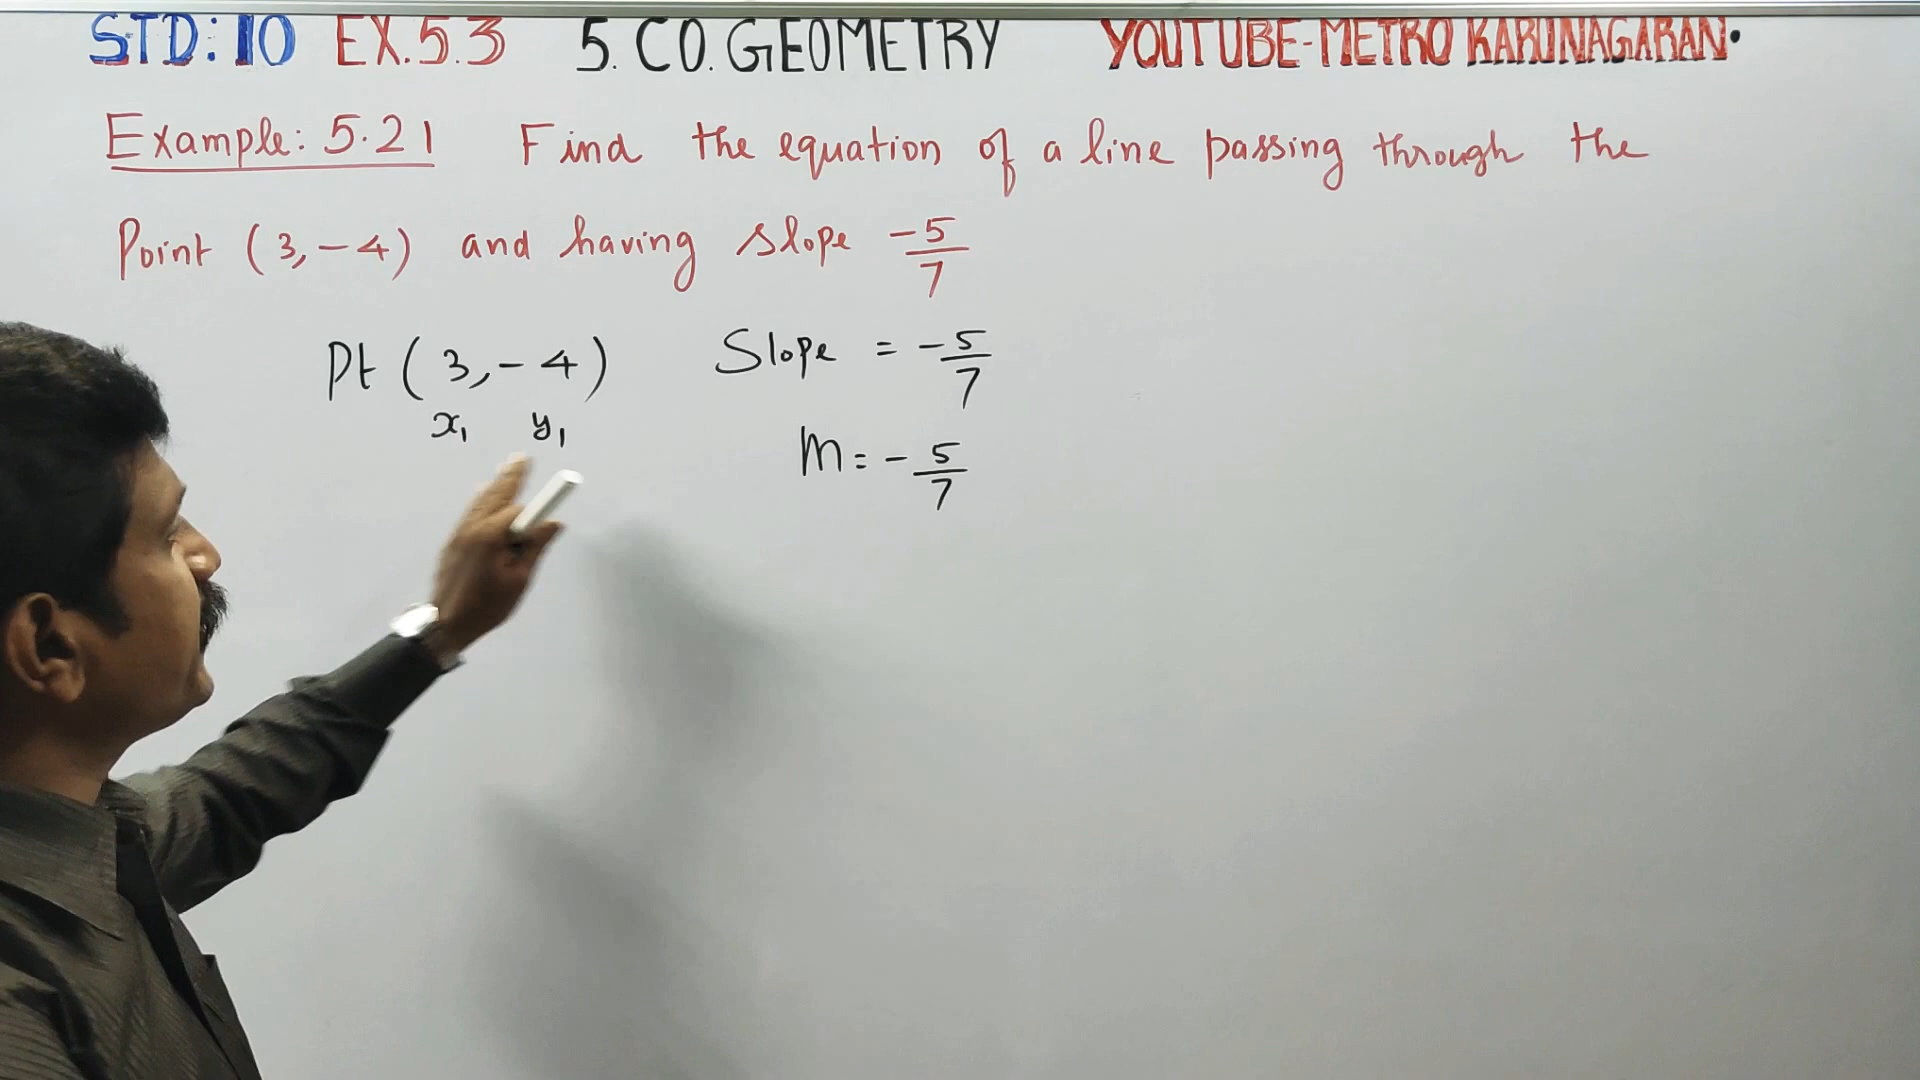 STD: 10 EX. 5.3 5. CO. GEOMETRY YOUTUBE-METRO KARUNAGARAN.
Example: 5.21 Find the equation of a line passing through the
Point (3, -4) and having slope -5/7
Pt (3, -4) Slope = -5/7
x₁ y₁
m = -5/7